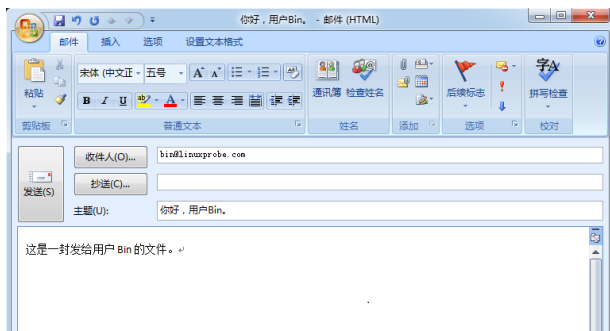 你好，用户Bin。 - 邮件 (HTML)
邮件 插入 选项 设置文本格式
粘贴
宋体 (中文正 五号 A A
B I U ab A
通讯簿 检查姓名
后续标志
字A
拼写检查
剪贴板 普通文本 姓名 添加 选项 校对
发送(S)
收件人(O)... bin@linuxprobe.com
抄送(C)...
主题(U): 你好，用户Bin。
这是一封发给用户 Bin 的文件。